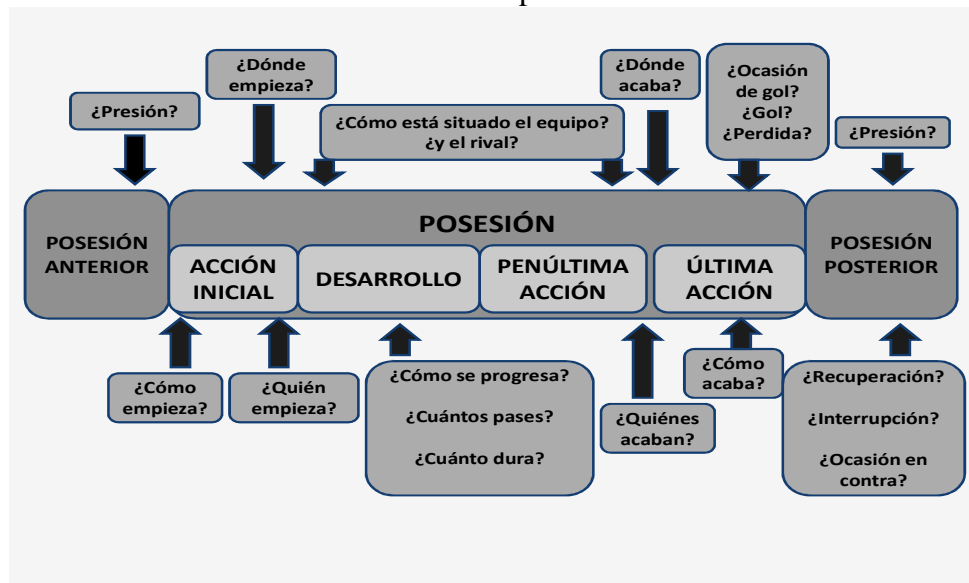 ¿Dónde
empieza?
¿Dónde
acaba?
¿Ocasión
de gol?
¿Gol?
¿Perdida?
¿Presión?
¿Cómo está situado el equipo?
¿y el rival?
¿Presión?
POSESIÓN
ANTERIOR
POSESIÓN
POSESIÓN
POSTERIOR
ACCIÓN
INICIAL
DESARROLLO
PENÚLTIMA
ACCIÓN
ÚLTIMA
ACCIÓN
¿Cómo
empieza?
¿Quién
empieza?
¿Cómo se progresa?
¿Cuántos pases?
¿Cuánto dura?
¿Quiénes
acaban?
¿Cómo
acaba?
¿Recuperación?
¿Interrupción?
¿Ocasión en
contra?